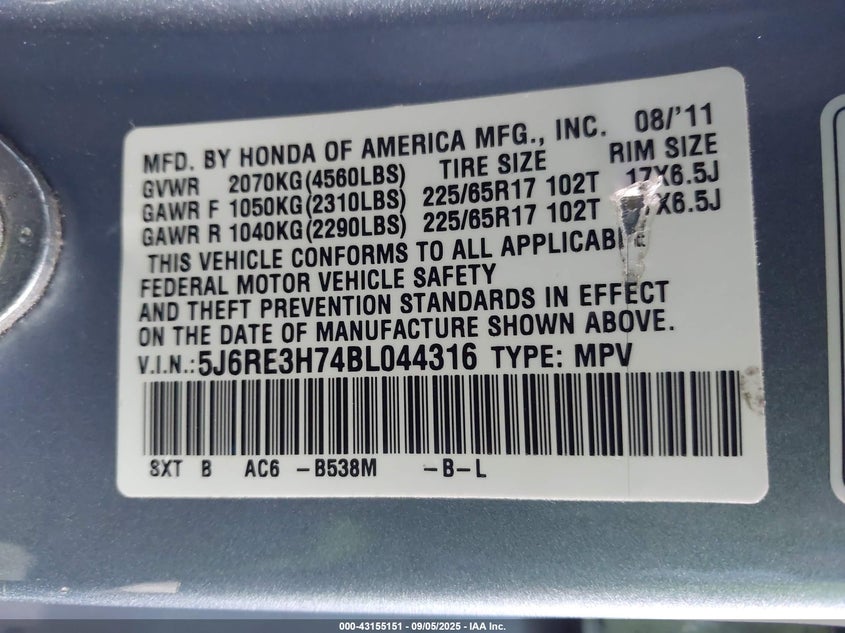 MFD. BY HONDA OF AMERICA MFG., INC. 08/'11
GVWR 2070KG(4560LBS) TIRE SIZE RIM SIZE
GAWR F 1050KG(2310LBS) 225/65R17 102T 17X6.5J
GAWR R 1040KG(2290LBS) 225/65R17 102T 17X6.5J
THIS VEHICLE CONFORMS TO ALL APPLICABLE
FEDERAL MOTOR VEHICLE SAFETY
AND THEFT PREVENTION STANDARDS IN EFFECT
ON THE DATE OF MANUFACTURE SHOWN ABOVE.
V.I.N.:5J6RE3H74BL044316 TYPE: MPV
SXT B AC6 -B538M -B-L
000-43155151 - 09/05/2025 - IAA Inc.